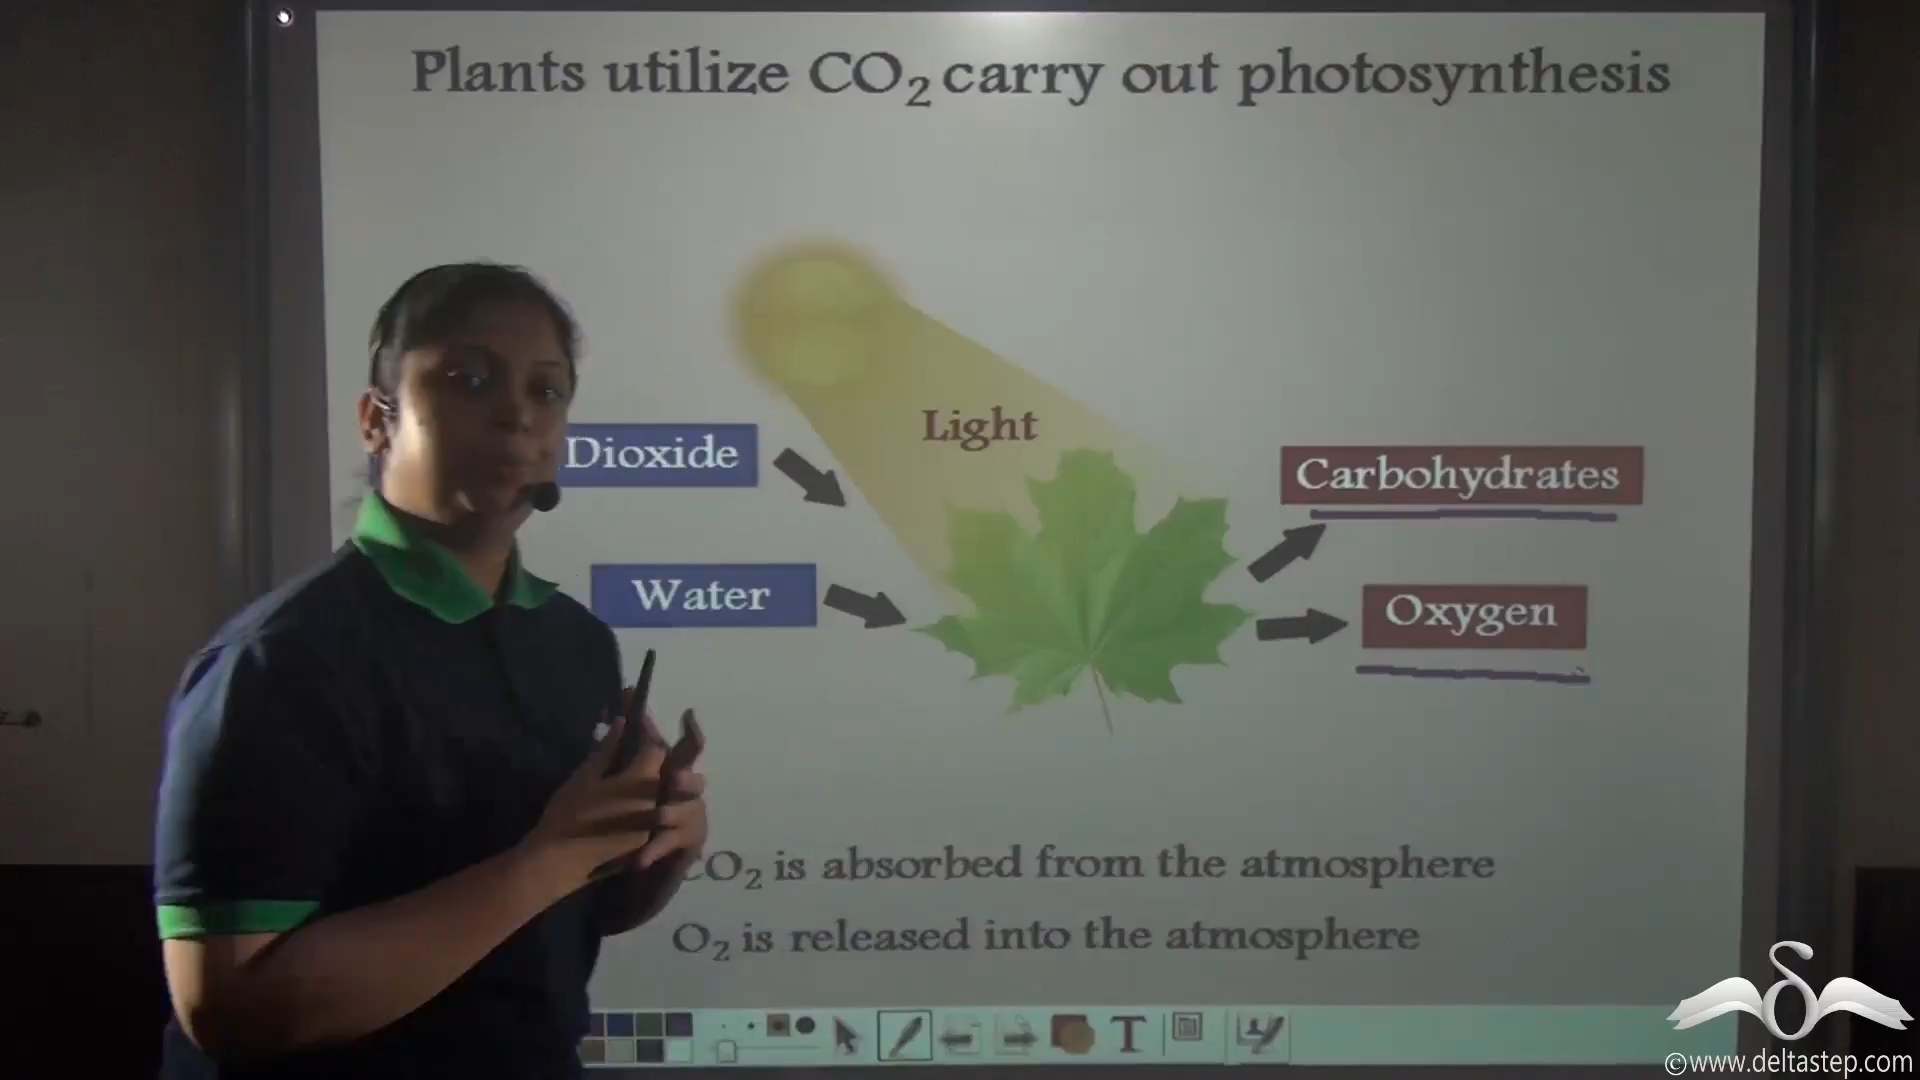 Plants utilize CO₂ carry out photosynthesis
Light
Dioxide
Carbohydrates
Water
Oxygen
CO₂ is absorbed from the atmosphere
O₂ is released into the atmosphere
T
©www.deltastep.com